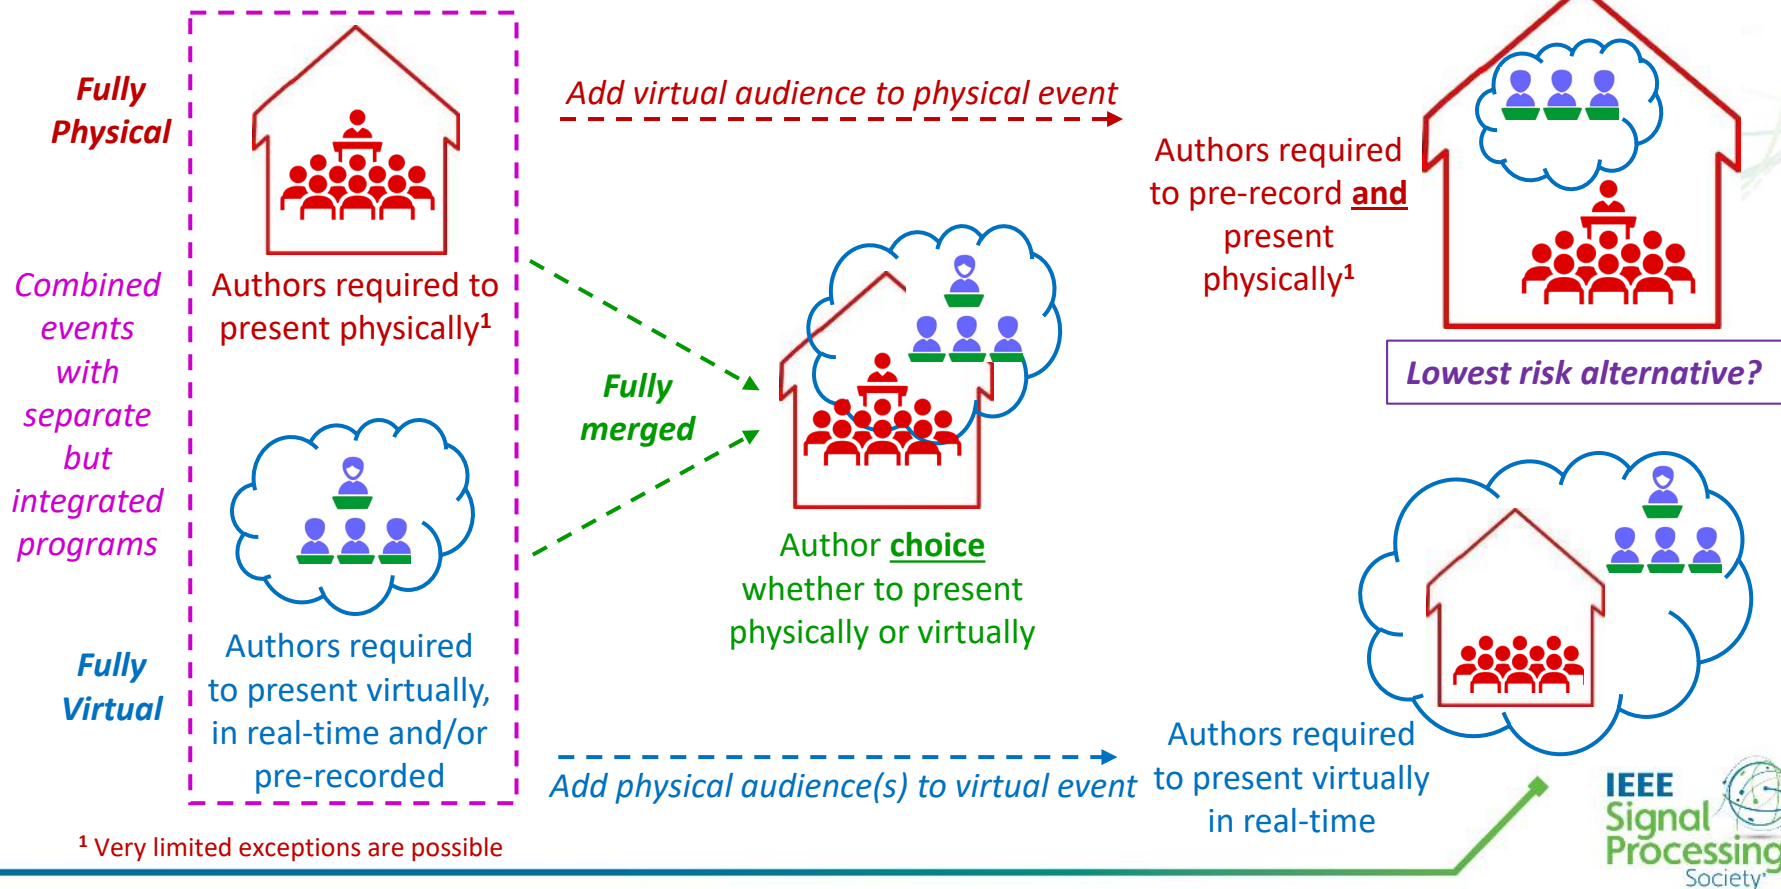 Fully
Physical
Combined
events
with
separate
but
integrated
programs
Fully
Virtual
Authors required to
present physically¹
Authors required
to present virtually,
in real-time and/or
pre-recorded
Add virtual audience to physical event
Fully
merged
Author choice
whether to present
physically or virtually
Add physical audience(s) to virtual event
Authors required
to pre-record and
present
physically¹
Lowest risk alternative?
Authors required
to present virtually
in real-time
¹ Very limited exceptions are possible
IEEE
Signal
Processing
Society